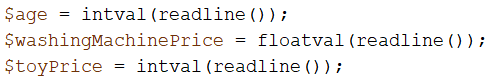 $age = intval(readline());
$washingMachinePrice = floatval(readline());
$toyPrice = intval(readline());